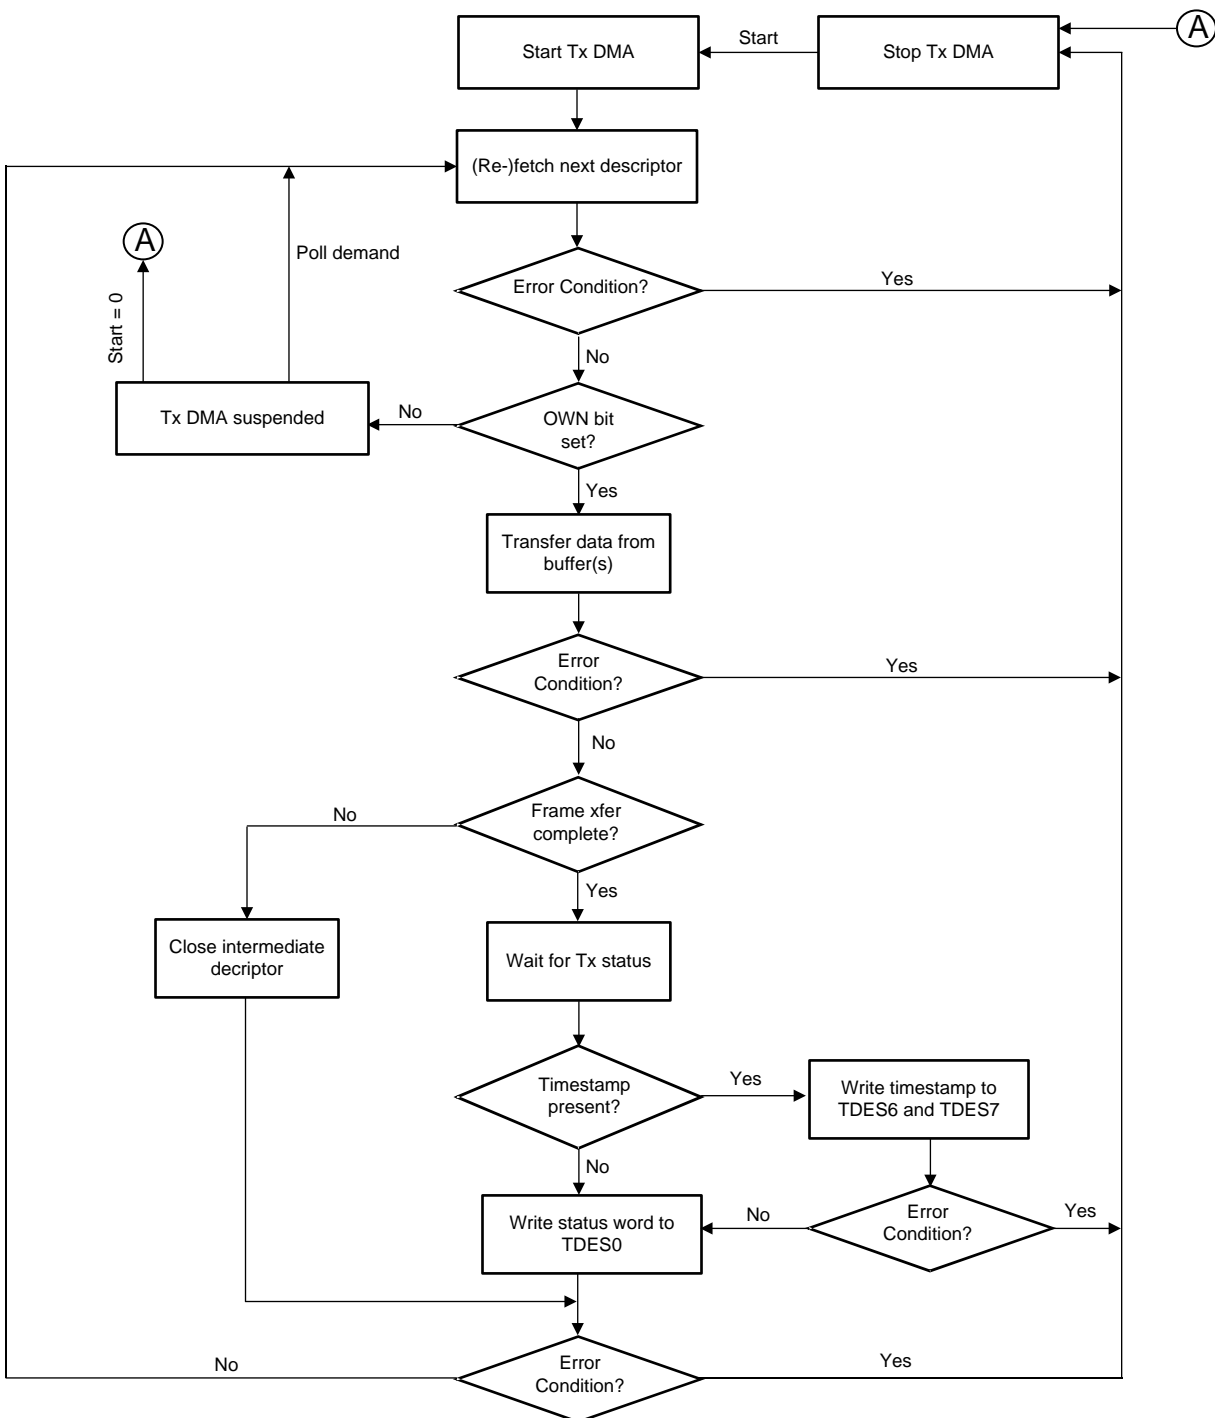 Start Tx DMA
Start
Stop Tx DMA
A
(Re-)fetch next descriptor
A
Poll demand
Start = 0
Error Condition?
Yes
No
Tx DMA suspended
No
OWN bit
set?
Yes
Transfer data from
buffer(s)
Error
Condition?
Yes
No
Frame xfer
complete?
No
Yes
Close intermediate
decriptor
Wait for Tx status
Timestamp
present?
Yes
Write timestamp to
TDES6 and TDES7
No
Write status word to
TDES0
No
Error
Condition?
Yes
No
Error
Condition?
Yes